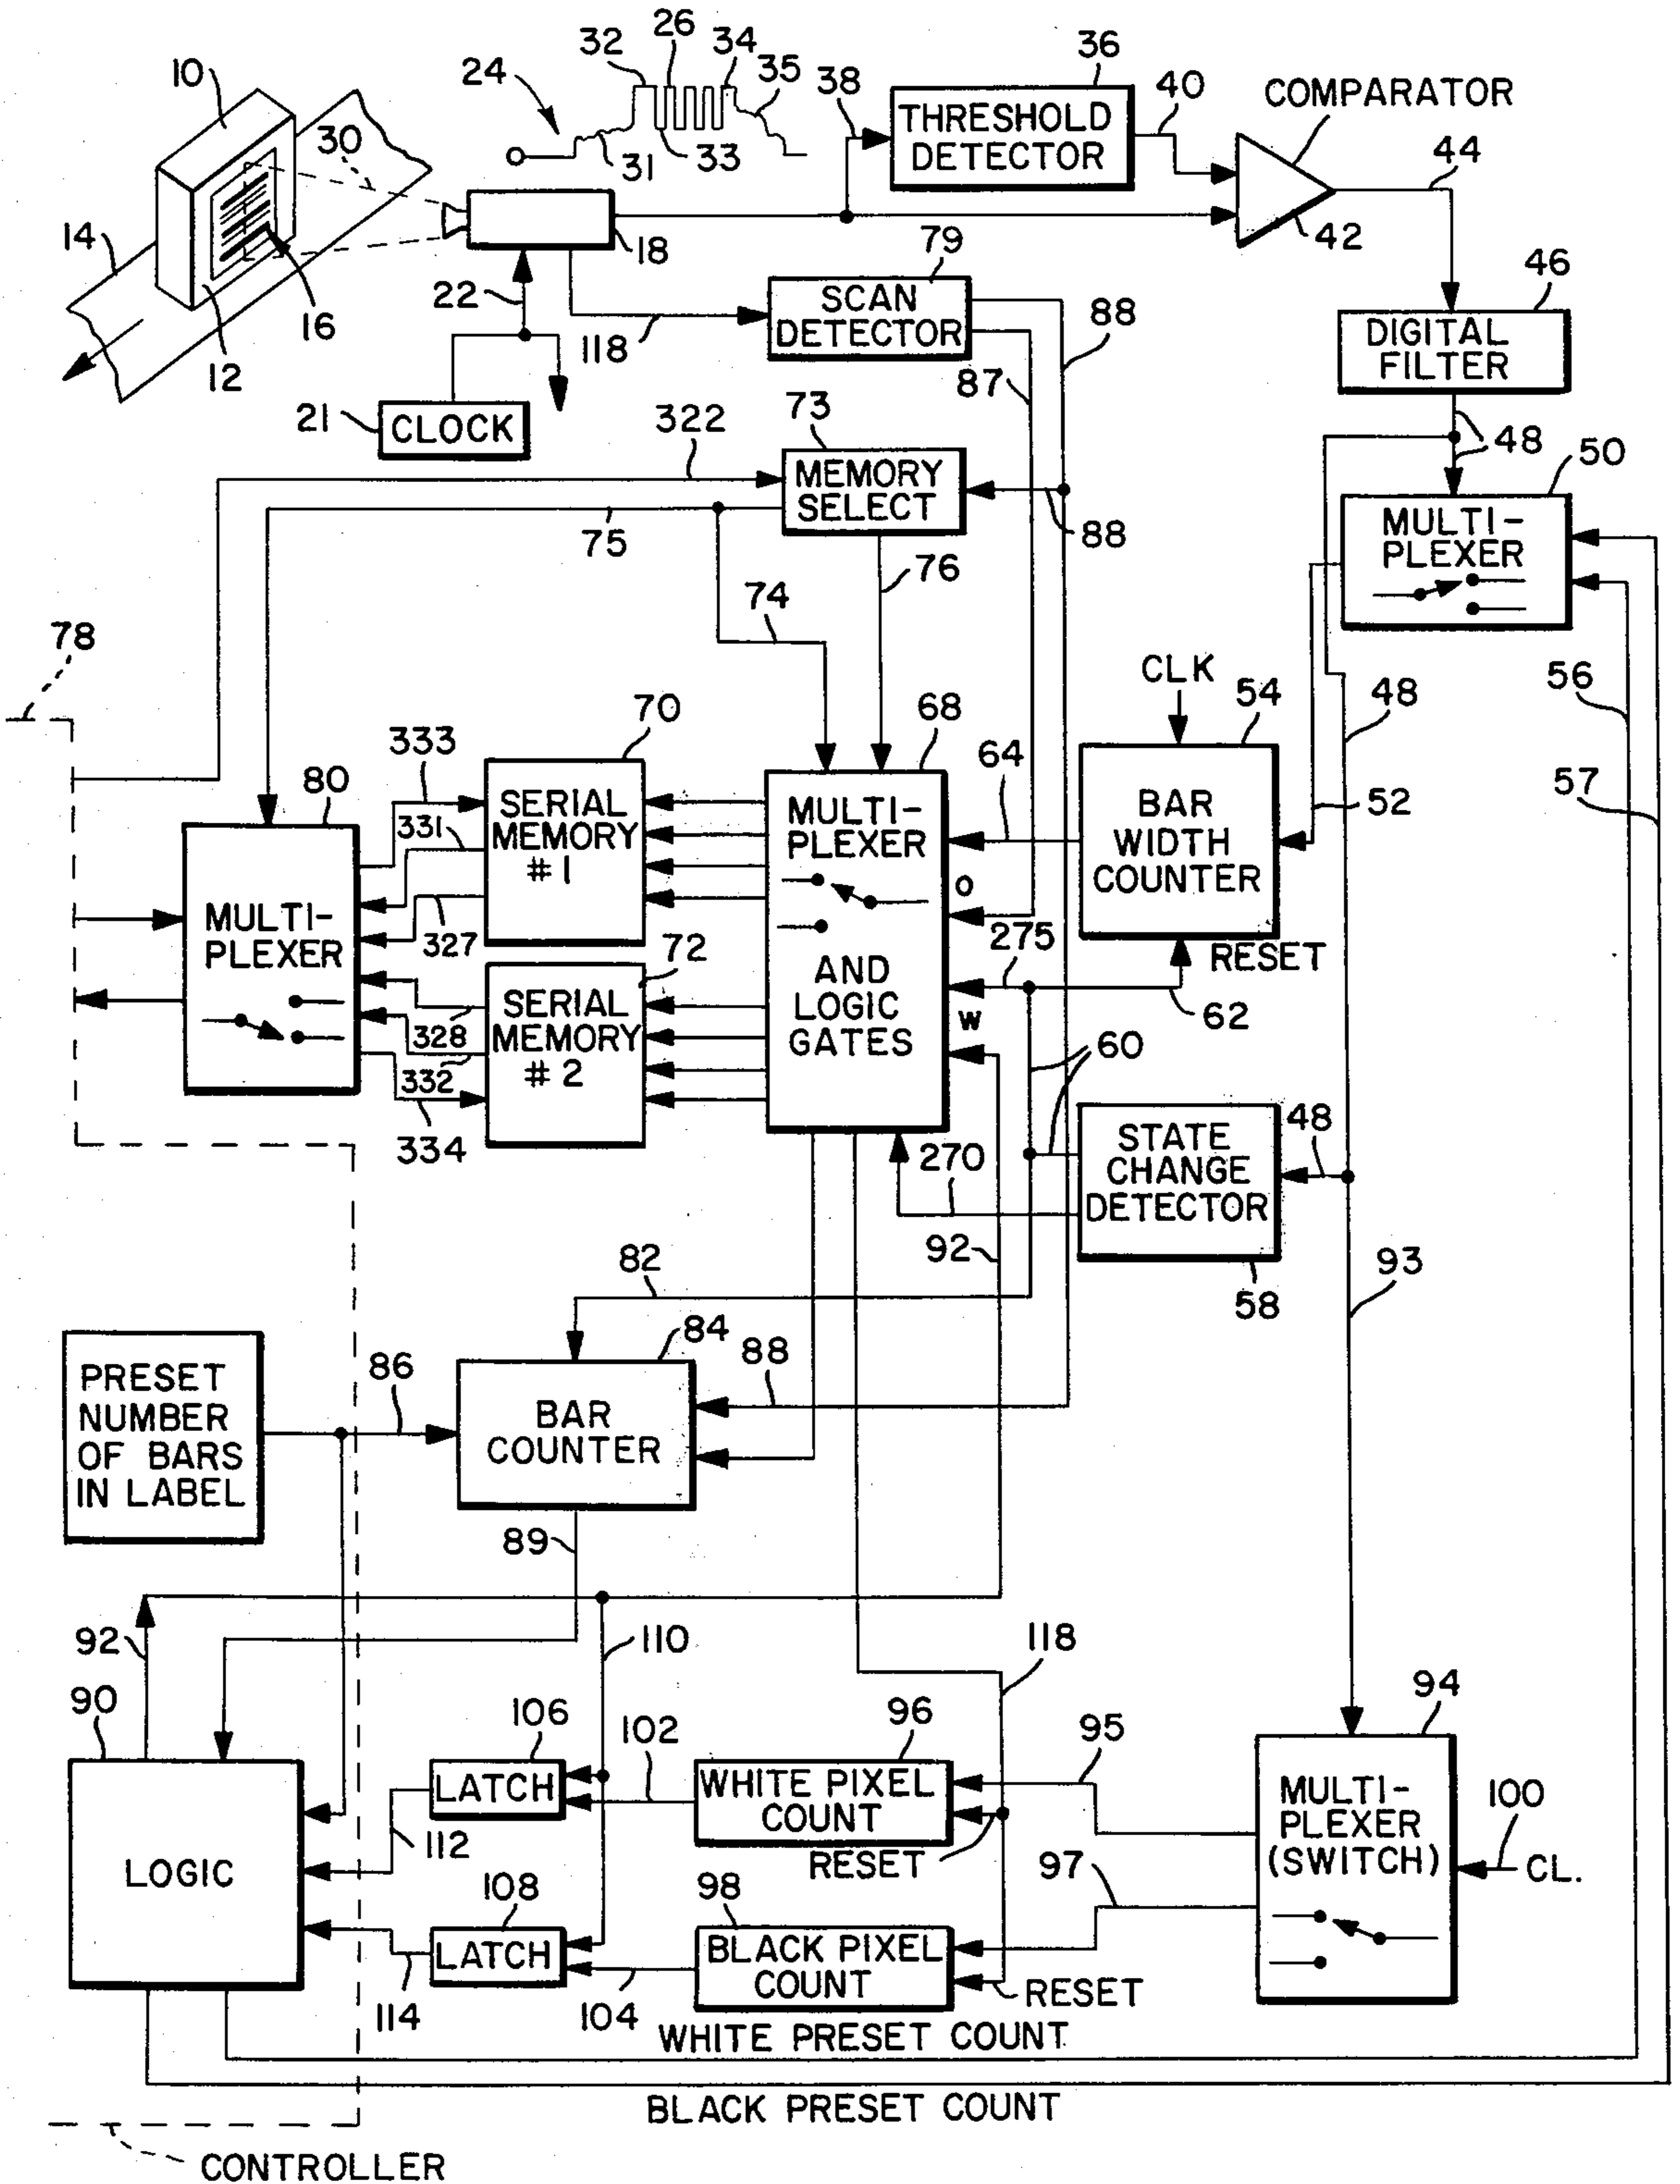 32
26
34
35
36
10
24
38
40
COMPARATOR
THRESHOLD
DETECTOR
30
31
33
44
14
18
42
79
46
22
SCAN
DETECTOR
88
DIGITAL
FILTER
16
118
12
87
21
CLOCK
322
73
48
50
MEMORY
SELECT
75
88
MULTI-
PLEXER
76
74
78
CLK
56
54
48
70
68
333
64
57
80
SERIAL
MEMORY
#1
MULTI-
PLEXER
BAR
WIDTH
COUNTER
52
331
O
MULTI-
PLEXER
327
72
275
RESET
AND
LOGIC
GATES
SERIAL
MEMORY
#2
W
62
328
332
60
334
STATE
CHANGE
DETECTOR
48
270
92
82
58
93
84
88
86
PRESET
NUMBER
OF BARS
IN LABEL
BAR
COUNTER
89
92
110
118
90
94
106
102
96
95
LATCH
WHITE PIXEL
COUNT
MULTI-
PLEXER
(SWITCH)
100
CL.
112
RESET
LOGIC
97
108
98
LATCH
BLACK PIXEL
COUNT
114
104
RESET
WHITE PRESET COUNT
BLACK PRESET COUNT
CONTROLLER